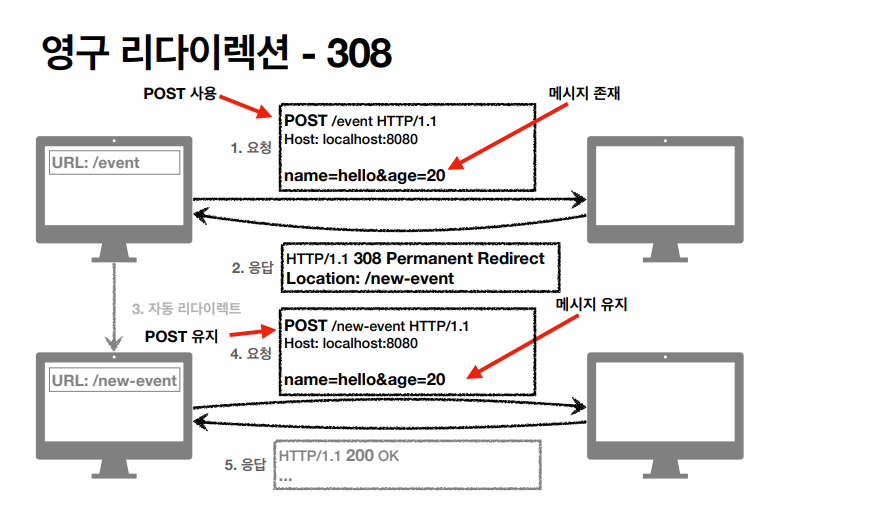 영구 리다이렉션 - 308
POST 사용
메시지 존재
POST /event HTTP/1.1
1. 요청
Host: localhost:8080
URL: /event
name=hello&age=20
HTTP/1.1 308 Permanent Redirect
2. 응답
Location: /new-event
3. 자동 리다이렉트
메시지 유지
POST /new-event HTTP/1.1
POST 유지
Host: localhost:8080
4. 요청
URL: /new-event
name=hello&age=20
HTTP/1.1 200 OK
5. 응답
...